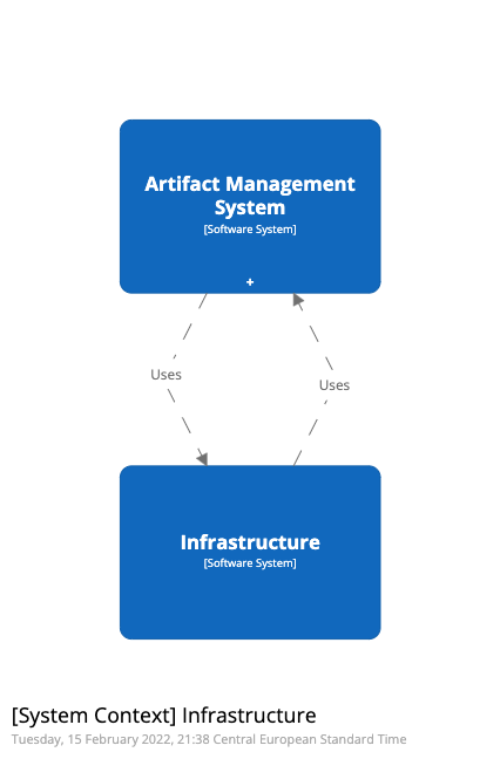 Artifact Management
System
[Software System]
+
Uses
Uses
Infrastructure
[Software System]
[System Context] Infrastructure
Tuesday, 15 February 2022, 21:38 Central European Standard Time